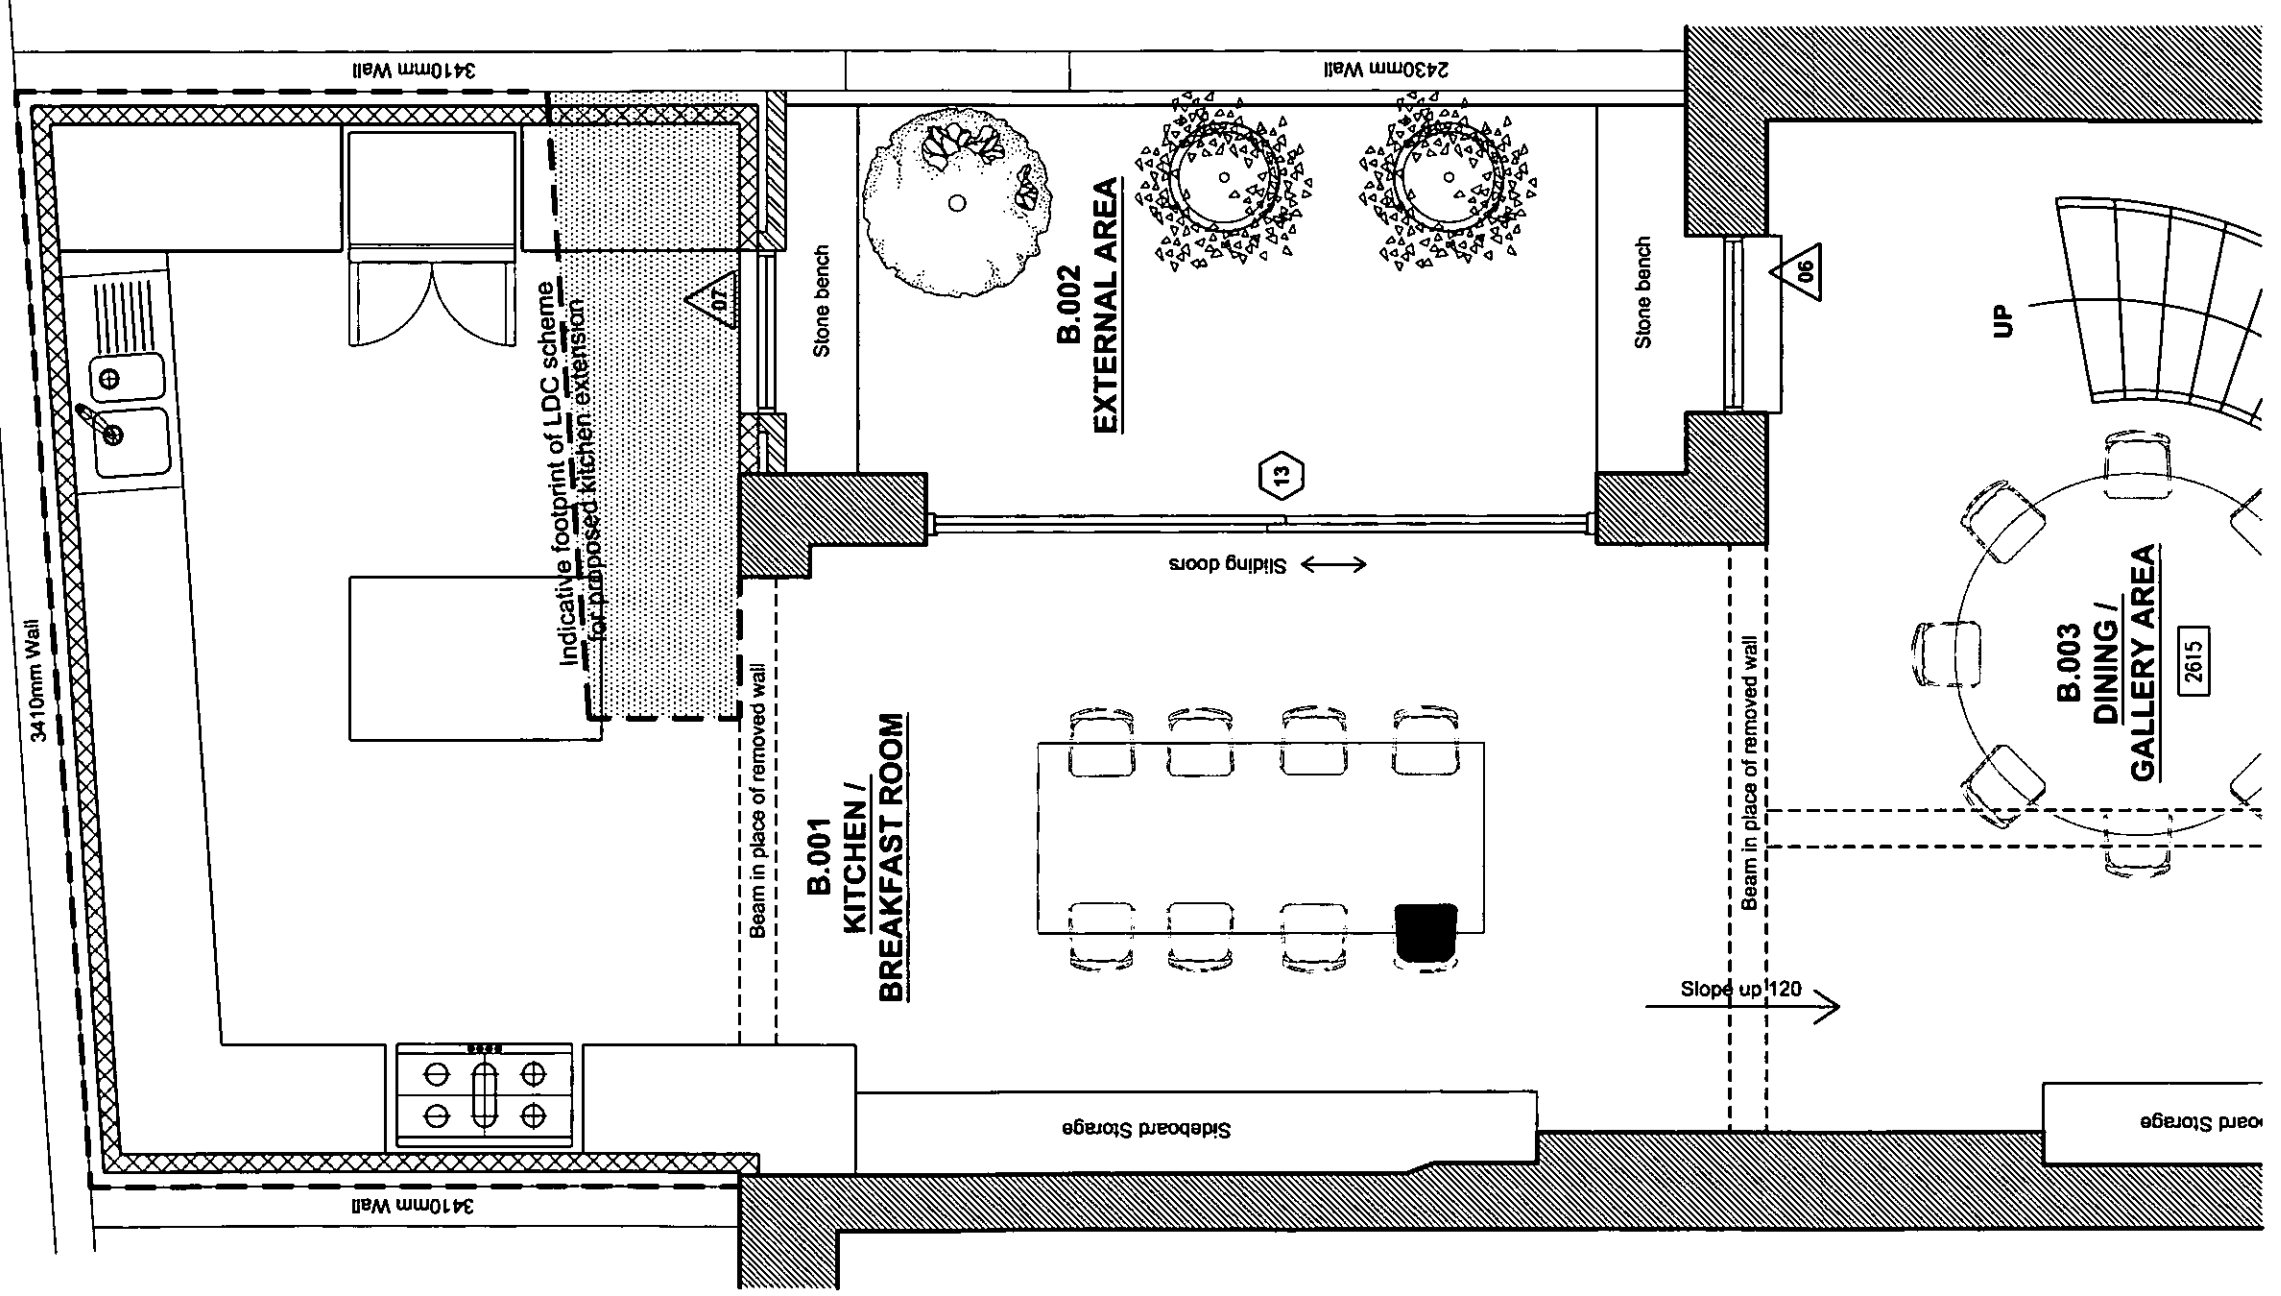 3410mm Wall
2430mm Wall
3410mm Wall
Indicative footprint of LDC scheme
for proposed kitchen extension
07
Stone bench
B.002
EXTERNAL AREA
Stone bench
06
UP
13
Sliding doors
Beam in place of removed wall
B.001
KITCHEN /
BREAKFAST ROOM
Beam in place of removed wall
B.003
DINING /
GALLERY AREA
2615
Slope up 120
Sideboard Storage
oard Storage
3410mm Wall